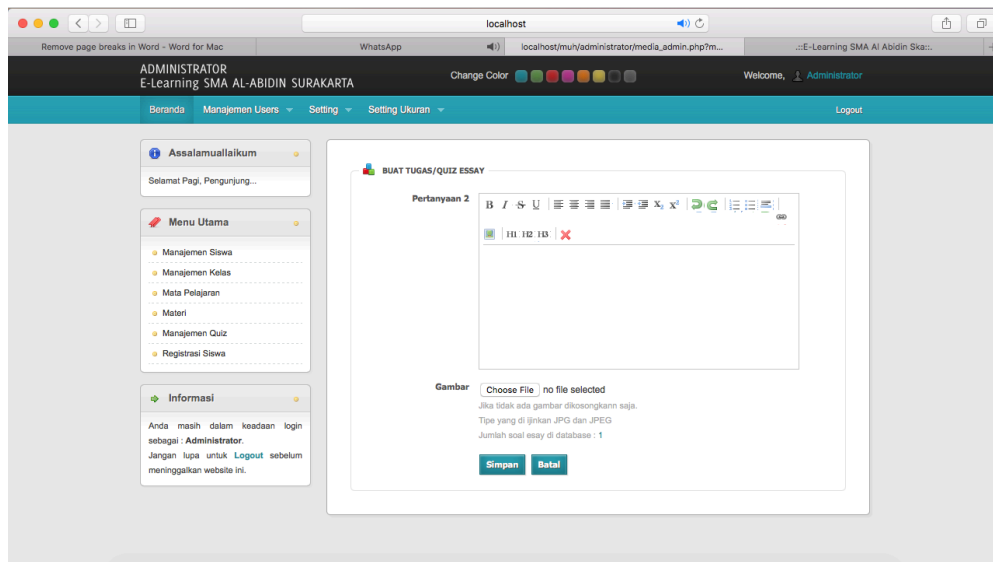 localhost
Remove page breaks in Word - Word for Mac
WhatsApp
localhost/muh/administrator/media_admin.php?m...
.::E-Learning SMA Al Abidin Ska::.
ADMINISTRATOR
E-Learning SMA AL-ABIDIN SURAKARTA
Change Color
Welcome, Administrator
Beranda Manajemen Users Setting Setting Ukuran Logout
Assalamuallaikum
Selamat Pagi, Pengunjung...
Menu Utama
Manajemen Siswa
Manajemen Kelas
Mata Pelajaran
Materi
Manajemen Quiz
Registrasi Siswa
Informasi
Anda masih dalam keadaan login
sebagai : Administrator.
Jangan lupa untuk Logout sebelum
meninggalkan website ini.
BUAT TUGAS/QUIZ ESSAY
Pertanyaan 2
B I S U X₂ X²
H1 H2 H3
Gambar
Choose File no file selected
Jika tidak ada gambar dikosongkann saja.
Tipe yang di ijinkan JPG dan JPEG
Jumlah soal esay di database : 1
Simpan Batal